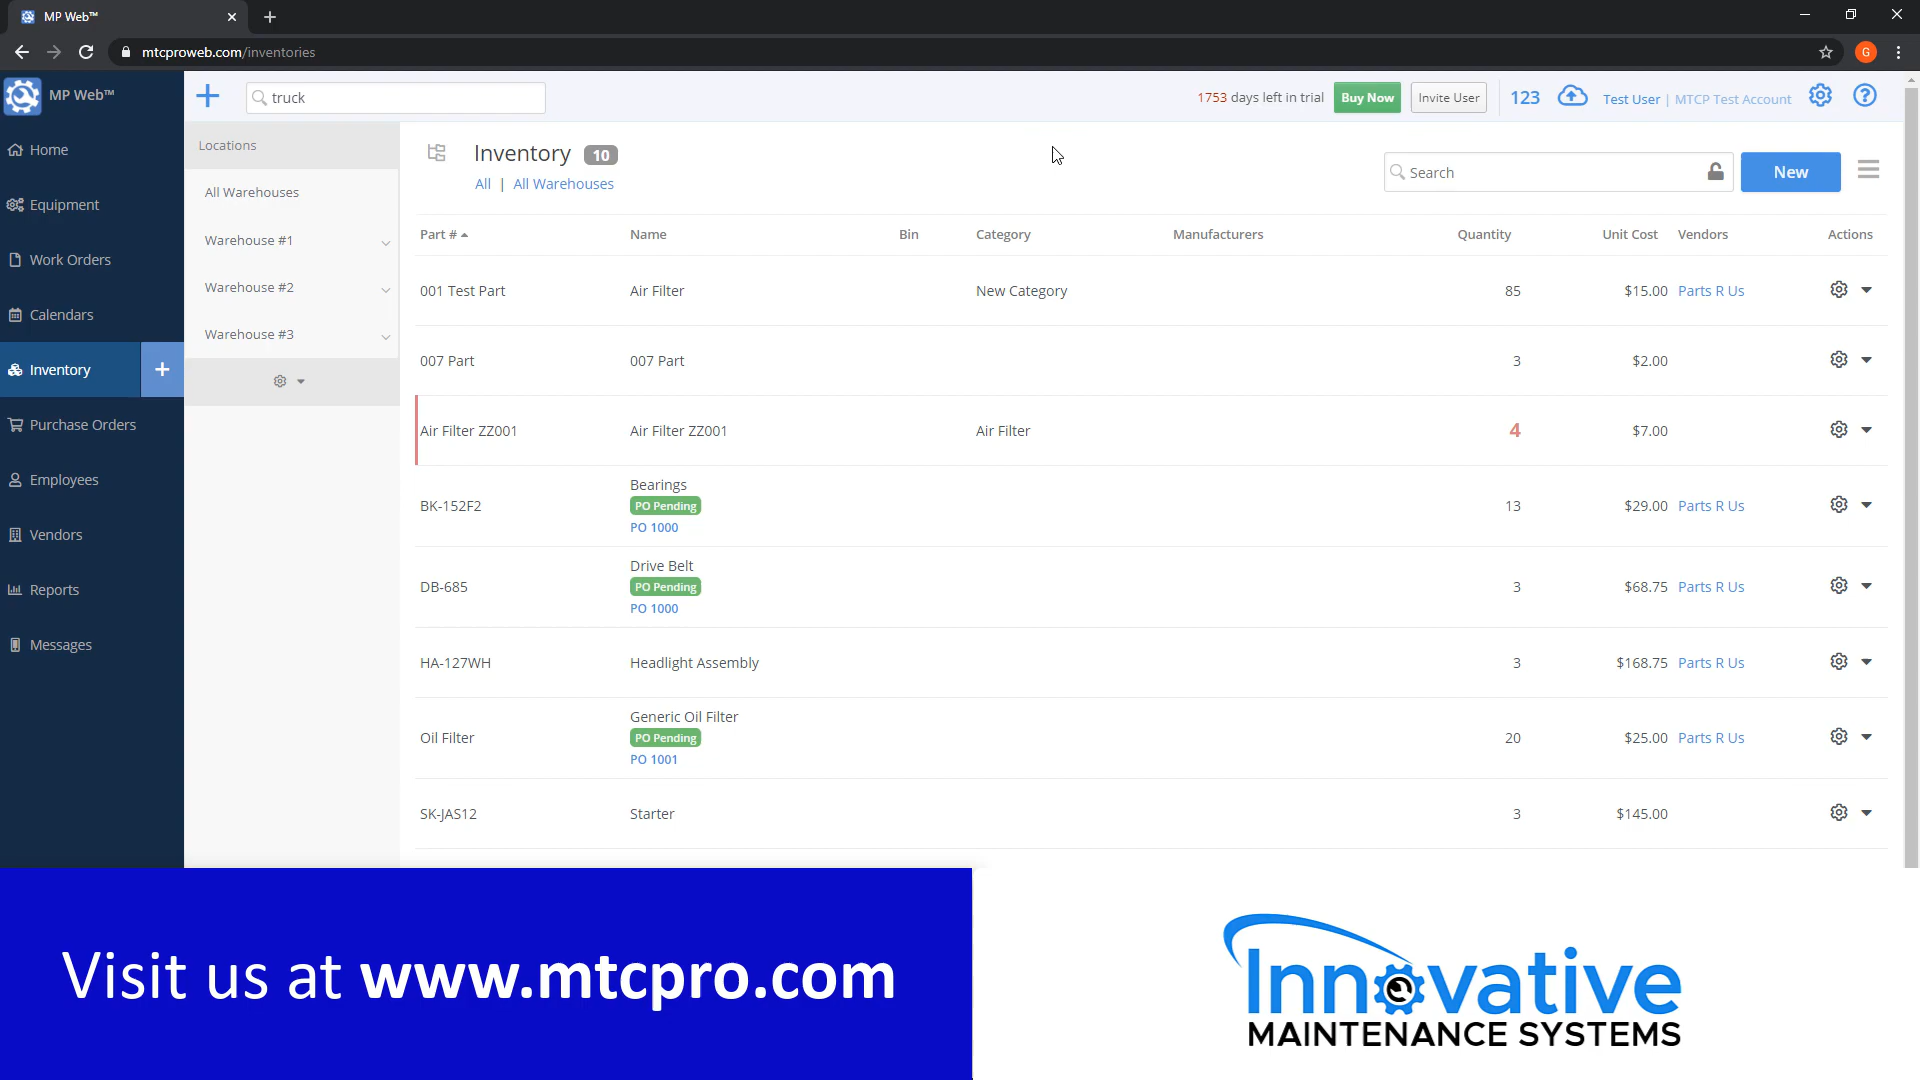 MP Web™
mtcproweb.com/inventories
G
MP Web™
truck
1753 days left in trial
Buy Now
Invite User
123
Test User | MTCP Test Account
Home
Equipment
Work Orders
Calendars
Inventory
Purchase Orders
Employees
Vendors
Reports
Messages
Locations
All Warehouses
Warehouse #1
Warehouse #2
Warehouse #3
Inventory 10
All | All Warehouses
Search
New
Part # Name Bin Category Manufacturers Quantity Unit Cost Vendors Actions
001 Test Part Air Filter New Category 85 $15.00 Parts R Us
007 Part 007 Part 3 $2.00
Air Filter ZZ001 Air Filter ZZ001 Air Filter 4 $7.00
Bearings
PO Pending
BK-152F2 13 $29.00 Parts R Us
PO 1000
Drive Belt
PO Pending
DB-685 3 $68.75 Parts R Us
PO 1000
HA-127WH Headlight Assembly 3 $168.75 Parts R Us
Generic Oil Filter
PO Pending
Oil Filter 20 $25.00 Parts R Us
PO 1001
SK-JAS12 Starter 3 $145.00
Visit us at www.mtcpro.com
Innovative
MAINTENANCE SYSTEMS